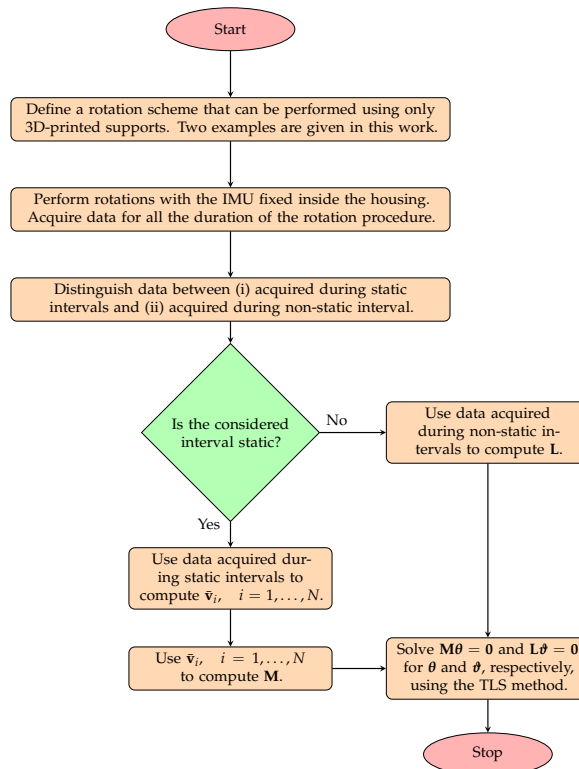 Start
Define a rotation scheme that can be performed using only
3D-printed supports. Two examples are given in this work.
Perform rotations with the IMU fixed inside the housing.
Acquire data for all the duration of the rotation procedure.
Distinguish data between (i) acquired during static
intervals and (ii) acquired during non-static interval.
Is the considered
interval static?
No
Use data acquired
during non-static in-
tervals to compute L.
Yes
Use data acquired dur-
ing static intervals to
compute v̄ᵢ, i = 1, . . . , N.
Use v̄ᵢ, i = 1, . . . , N
to compute M.
Solve Mθ = 0 and Lϑ = 0
for θ and ϑ, respectively,
using the TLS method.
Stop